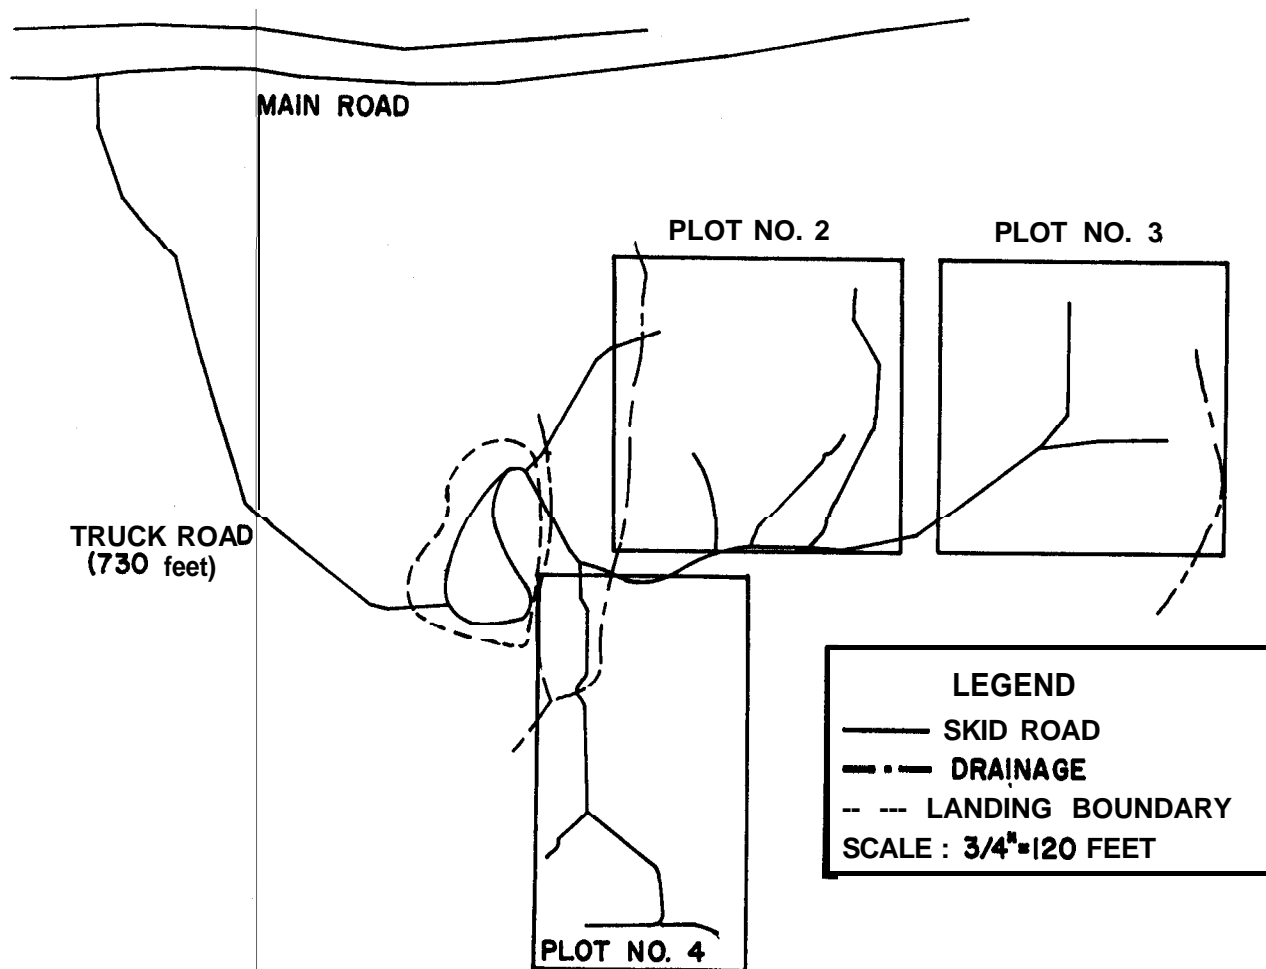 MAIN ROAD
PLOT NO. 2
PLOT NO. 3
TRUCK ROAD
(730 feet)
LEGEND
SKID ROAD
DRAINAGE
LANDING BOUNDARY
SCALE : 3/4"=120 FEET
PLOT NO. 4